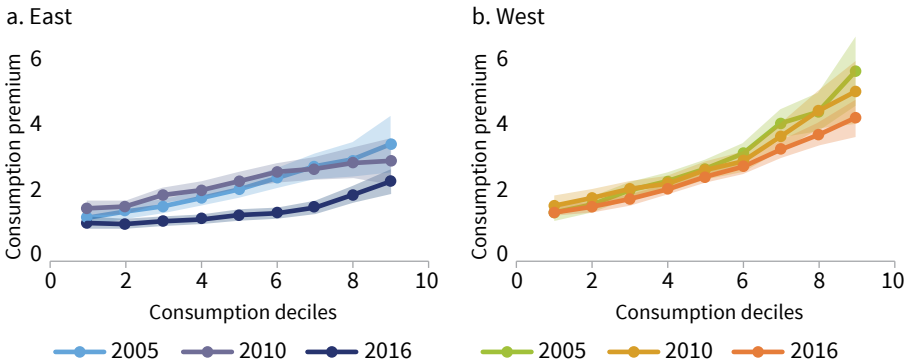 a. East
Consumption premium
6
4
2
0
0 2 4 6 8 10
Consumption deciles
2005 2010 2016
b. West
Consumption premium
6
4
2
0
0 2 4 6 8 10
Consumption deciles
2005 2010 2016